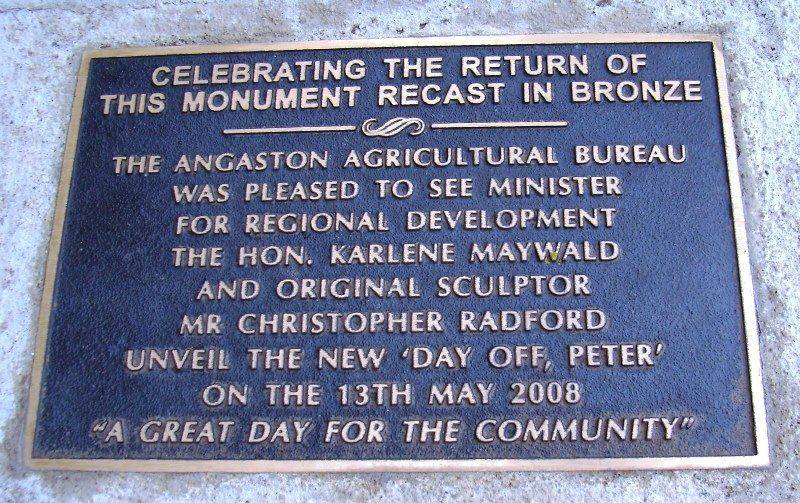 CELEBRATING THE RETURN OF
THIS MONUMENT RECAST IN BRONZE
THE ANGASTON AGRICULTURAL BUREAU
WAS PLEASED TO SEE MINISTER
FOR REGIONAL DEVELOPMENT
THE HON. KARLENE MAYWALD
AND ORIGINAL SCULPTOR
MR CHRISTOPHER RADFORD
UNVEIL THE NEW 'DAY OFF, PETER'
ON THE 13TH MAY 2008
"A GREAT DAY FOR THE COMMUNITY"